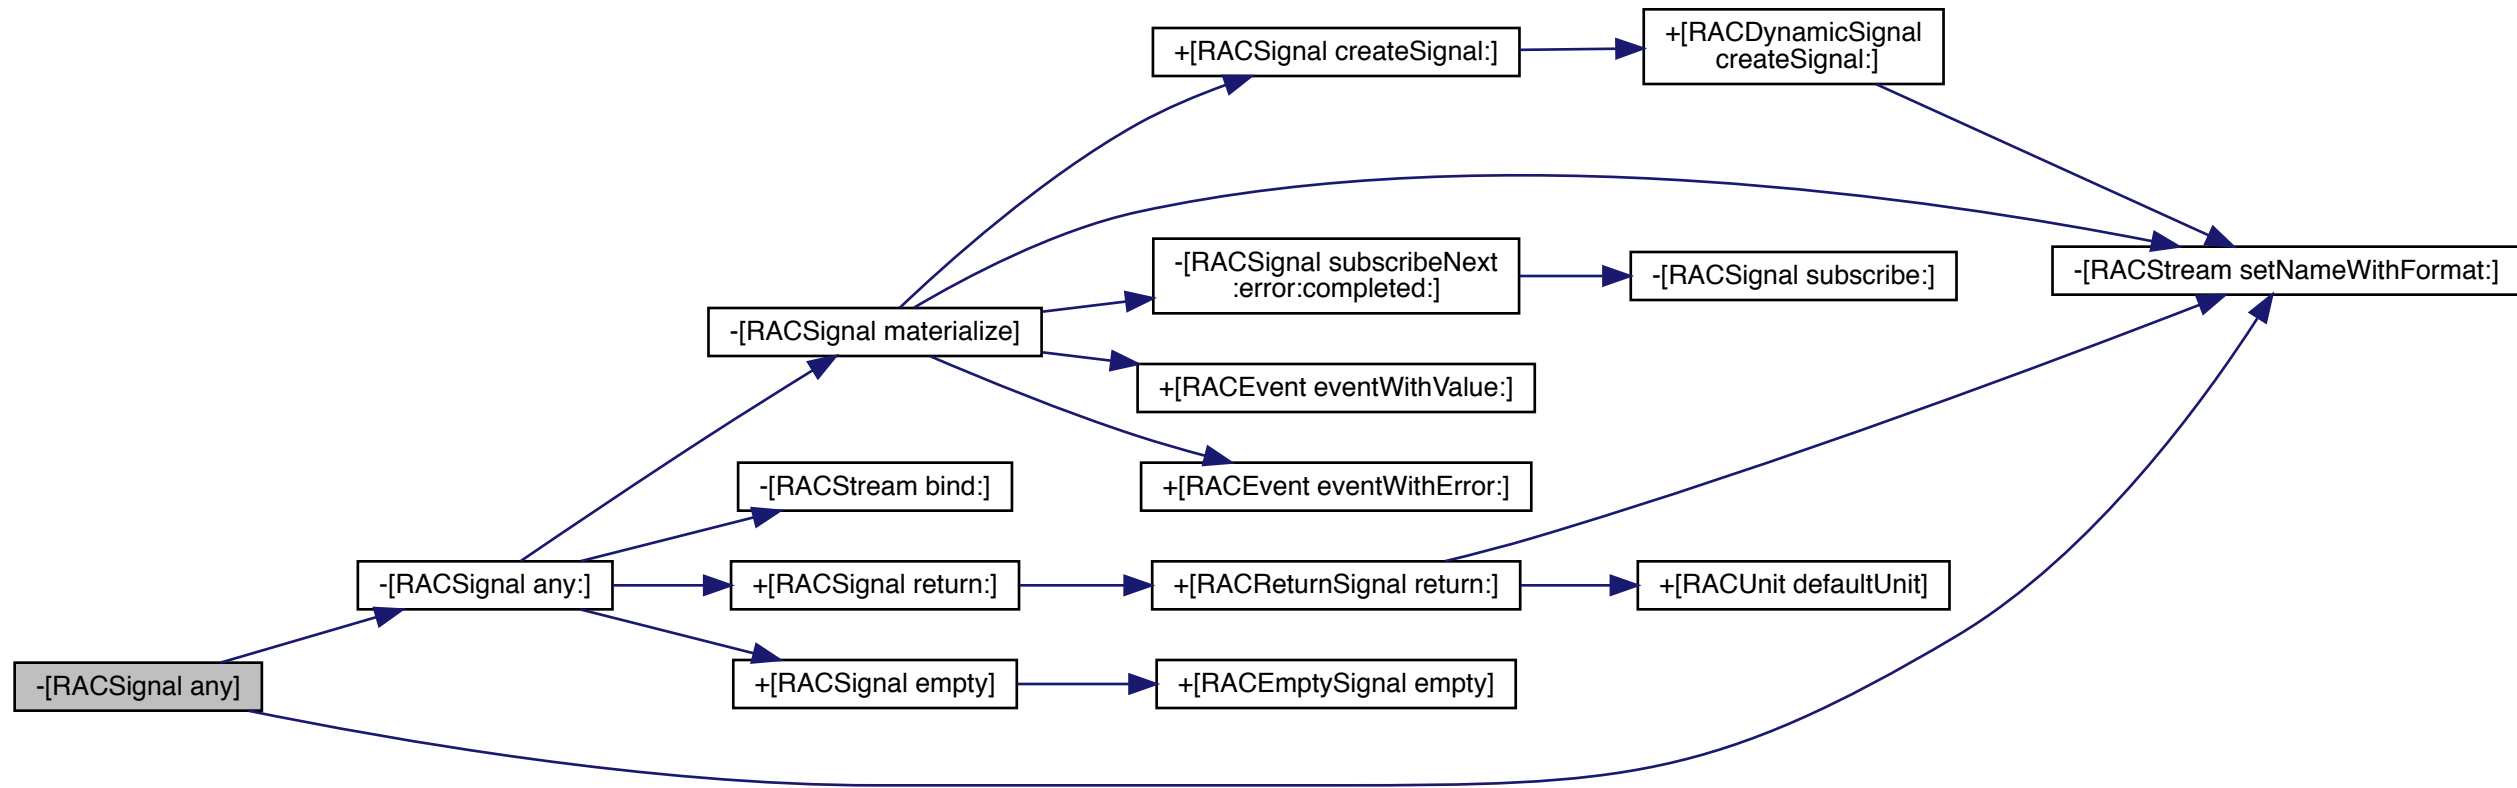 +[RACSignal createSignal:]
+[RACDynamicSignal
createSignal:]
-[RACSignal subscribeNext
:error:completed:]
-[RACSignal subscribe:]
-[RACStream setNameWithFormat:]
-[RACSignal materialize]
+[RACEvent eventWithValue:]
-[RACStream bind:]
+[RACEvent eventWithError:]
-[RACSignal any:]
+[RACSignal return:]
+[RACReturnSignal return:]
+[RACUnit defaultUnit]
-[RACSignal any]
+[RACSignal empty]
+[RACEmptySignal empty]